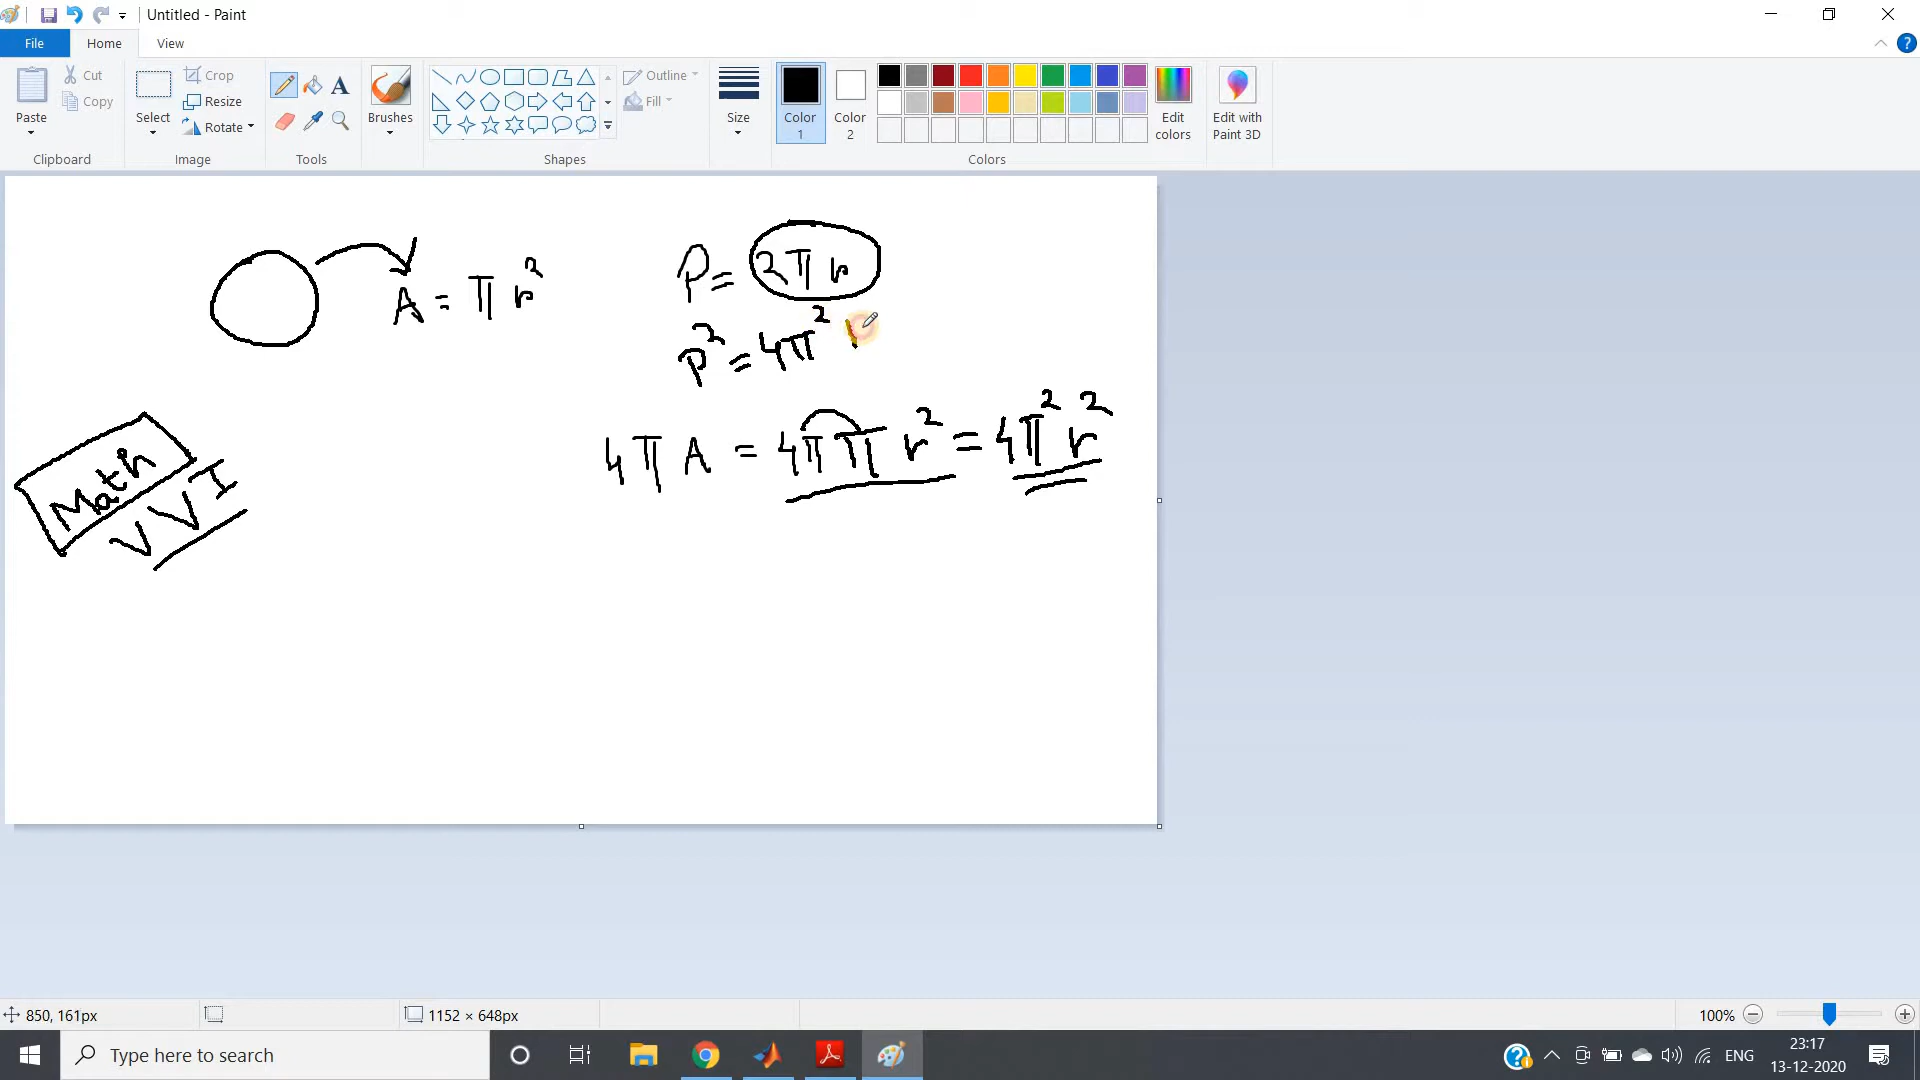 Untitled - Paint
File Home View
Paste
Cut
Copy
Clipboard
Select
Crop
Resize
Rotate
Image
Tools
Brushes
Shapes
Outline
Fill
Size
Color 1
Color 2
Colors
Edit colors
Edit with Paint 3D
A = π r²
P = 2πr
P² = 4π² r
4π A = 4π π r² = 4π² r²
Math
VVI
850, 161px
1152 × 648px
100%
Type here to search
ENG
23:17
13-12-2020